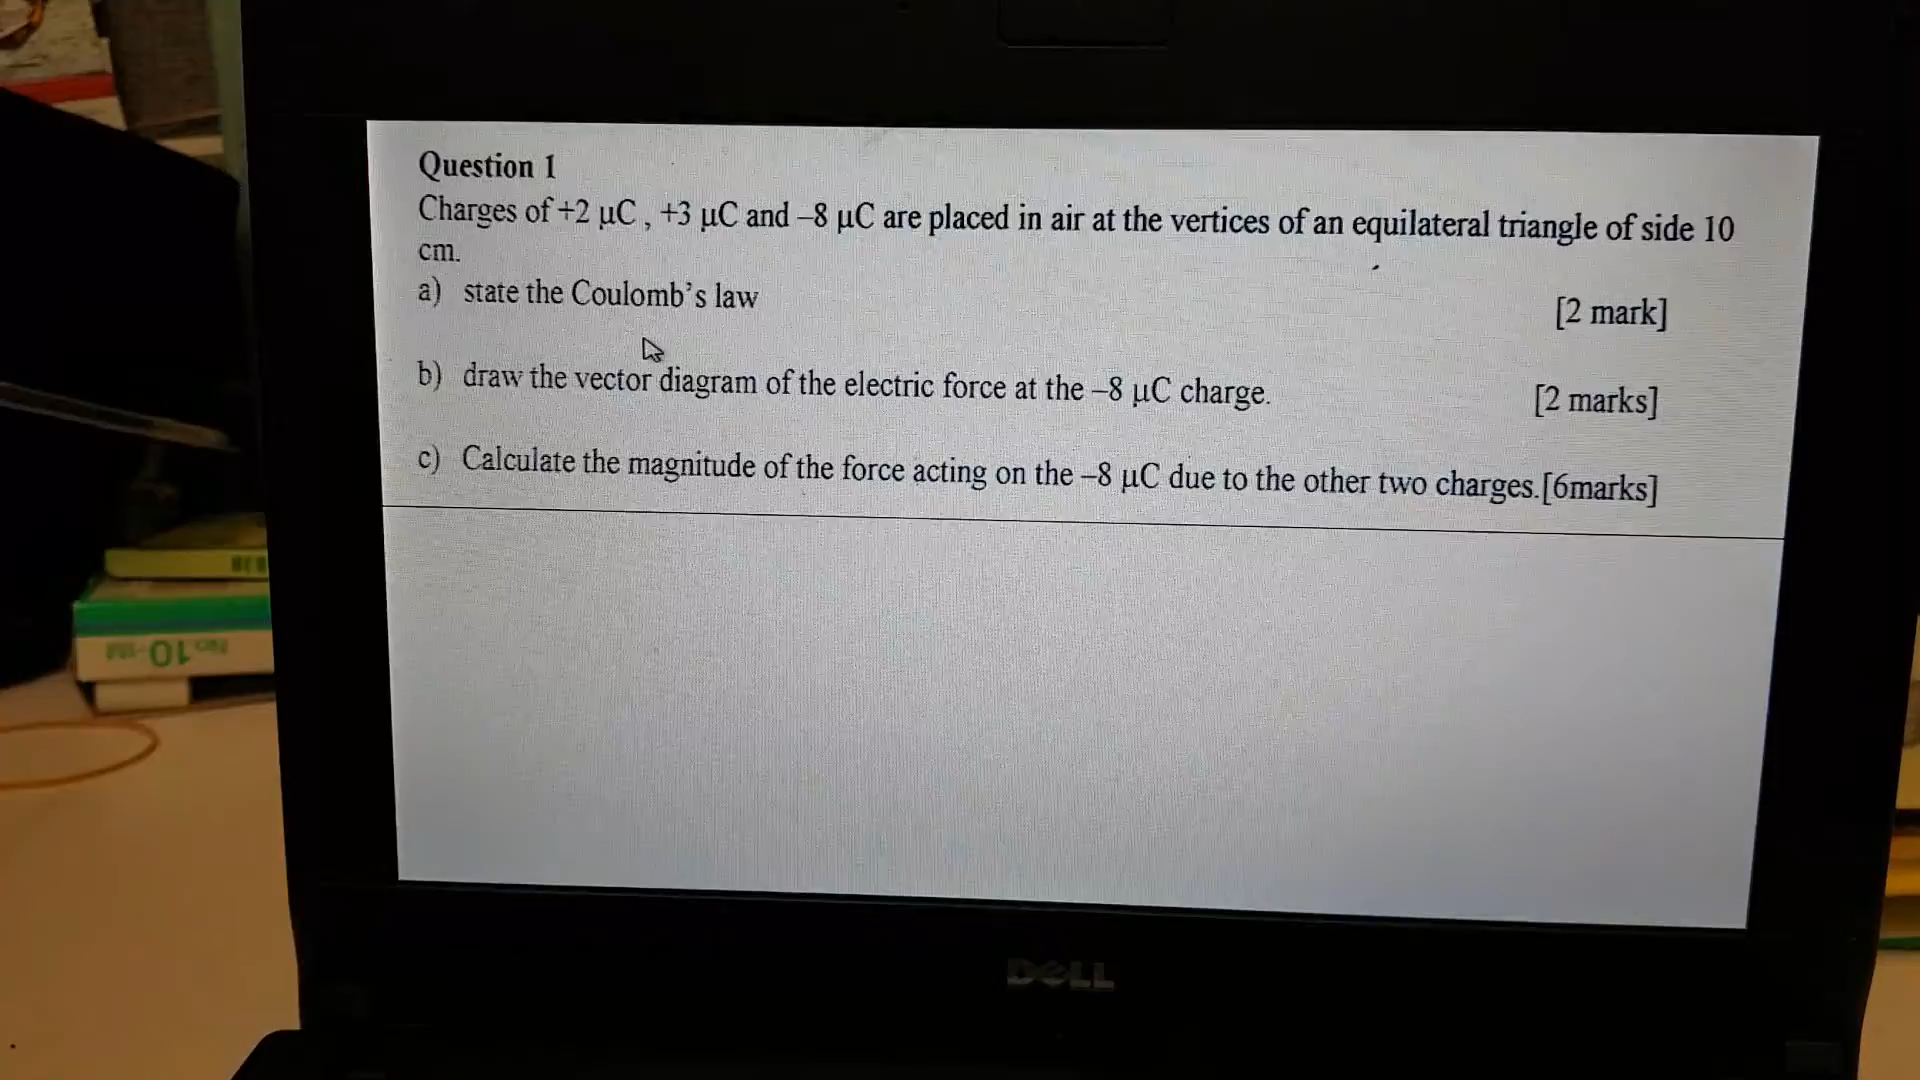 Question 1
Charges of +2 μC , +3 μC and –8 μC are placed in air at the vertices of an equilateral triangle of side 10
cm.
a) state the Coulomb’s law [2 mark]
b) draw the vector diagram of the electric force at the –8 μC charge. [2 marks]
c) Calculate the magnitude of the force acting on the –8 μC due to the other two charges.[6marks]
No.10
DELL